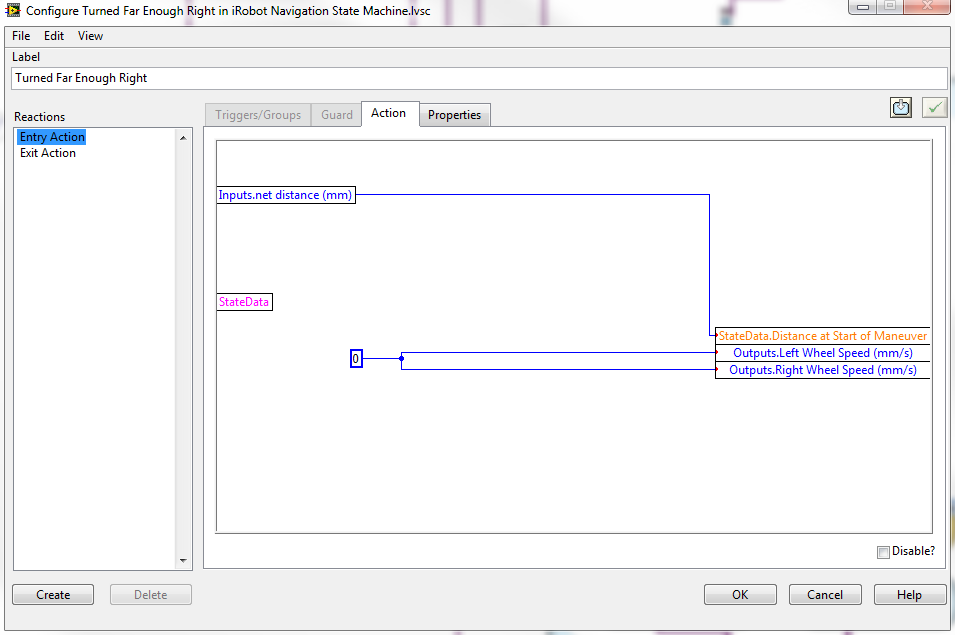 Configure Turned Far Enough Right in iRobot Navigation State Machine.lvsc
File Edit View
Label
Turned Far Enough Right
Reactions
Entry Action
Exit Action
Triggers/Groups Guard Action Properties
Inputs.net distance (mm)
StateData
StateData.Distance at Start of Maneuver
0
Outputs.Left Wheel Speed (mm/s)
Outputs.Right Wheel Speed (mm/s)
Disable?
Create Delete OK Cancel Help